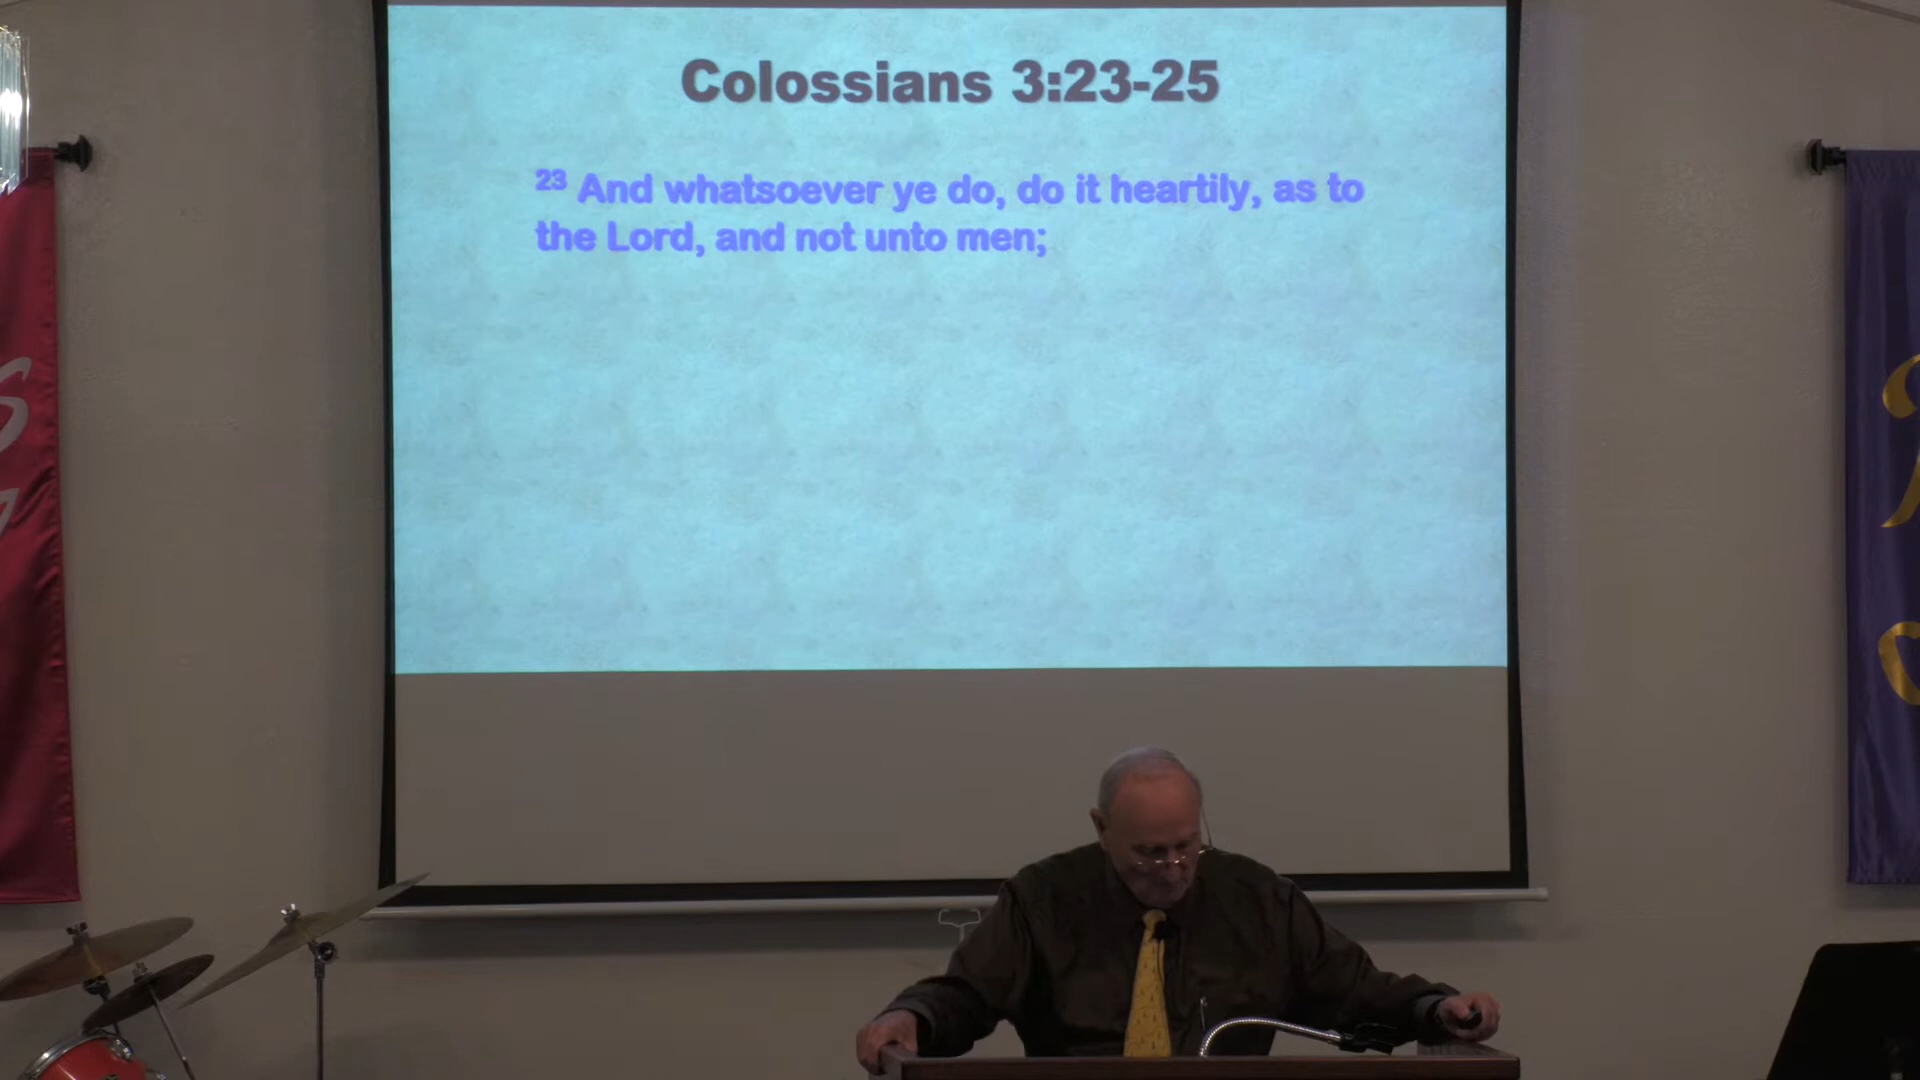 Colossians 3:23-25
23 And whatsoever ye do, do it heartily, as to
the Lord, and not unto men;